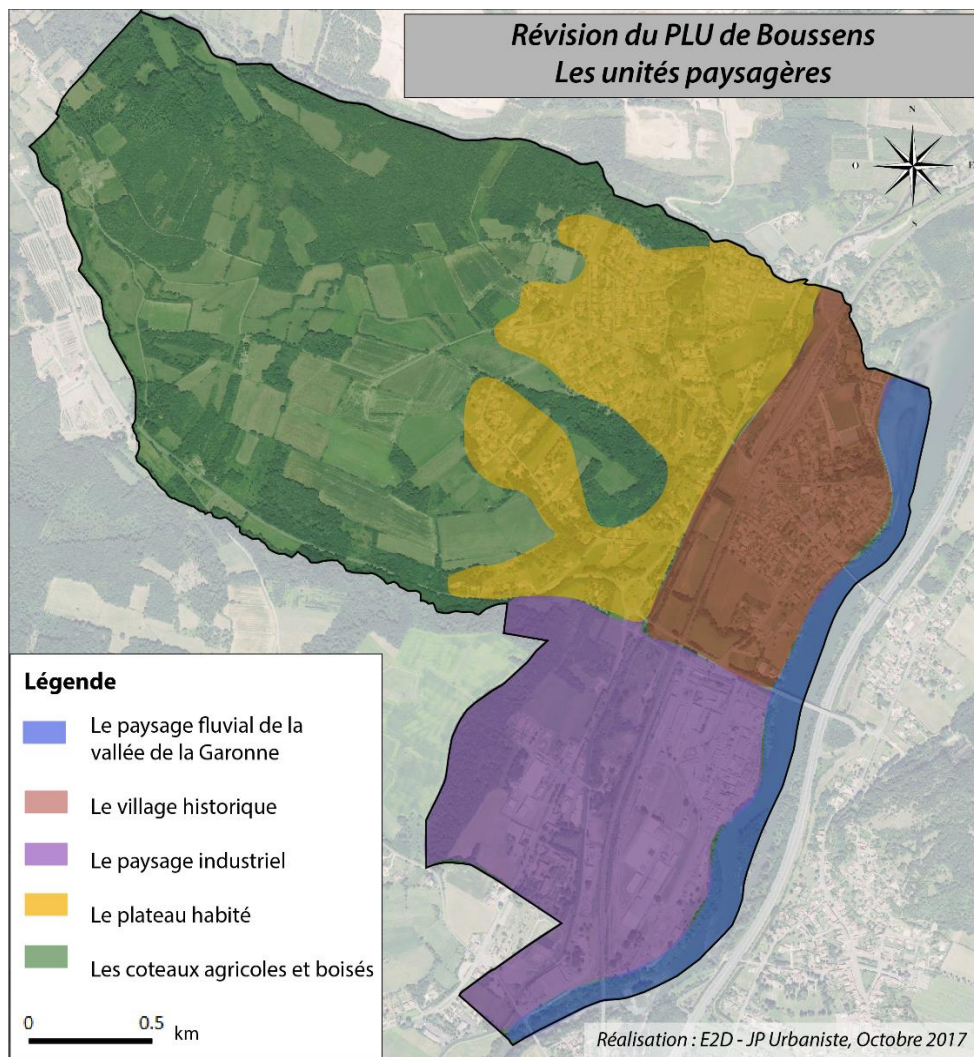 Révision du PLU de Boussens
Les unités paysagères
N
O
E
S
Légende
Le paysage fluvial de la
vallée de la Garonne
Le village historique
Le paysage industriel
Le plateau habité
Les coteaux agricoles et boisés
0
0.5
km
Réalisation : E2D - JP Urbaniste, Octobre 2017